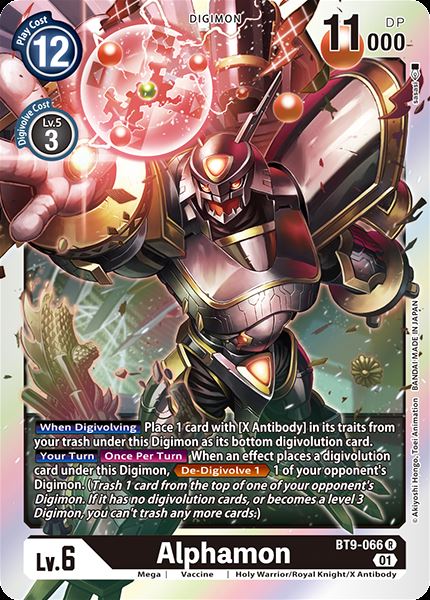 DIGIMON
Play Cost
12
11000
DP
Digivolve Cost
Lv.5
3
When Digivolving Place 1 card with [X Antibody] in its traits from
your trash under this Digimon as its bottom digivolution card.
Your Turn Once Per Turn When an effect places a digivolution
card under this Digimon, De-Digivolve 1 1 of your opponent's
Digimon. (Trash 1 card from the top of one of your opponent's
Digimon. If it has no digivolution cards, or becomes a level 3
Digimon, you can't trash any more cards.)
©Akiyoshi Hongo, Toei Animation BANDAI MADE IN JAPAN
Lv.6
Alphamon
BT9-066 R
01
Mega | Vaccine | Holy Warrior/Royal Knight/X Antibody